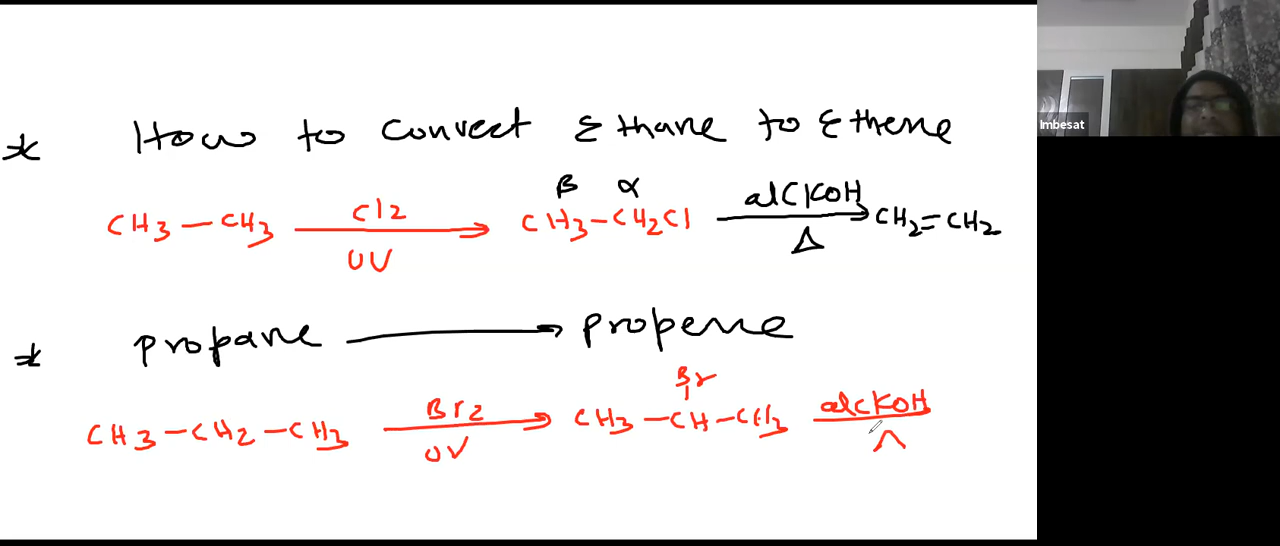 * How to convert Ethane to Ethene
CH3 — CH3 Cl2 UV → β α CH3—CH2Cl alc KOH Δ → CH2=CH2
* Propane → Propene
CH3—CH2—CH3 Br2 UV → CH3—CH—CH3 Br alc KOH Δ
Imbesat